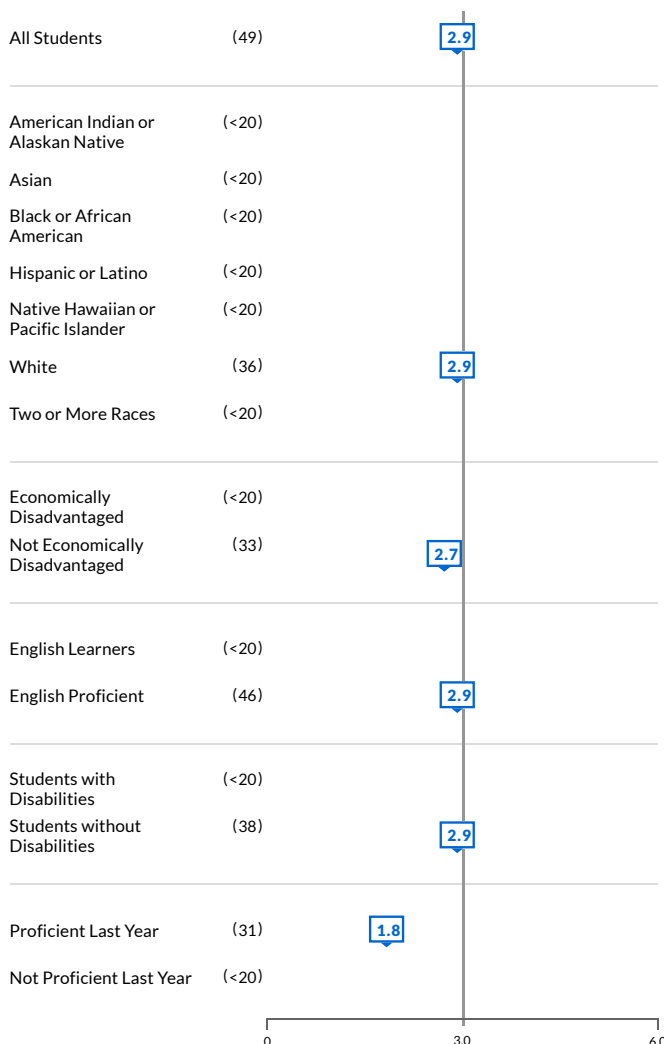 All Students (49) 2.9
American Indian or (<20)
Alaskan Native
Asian (<20)
Black or African (<20)
American
Hispanic or Latino (<20)
Native Hawaiian or (<20)
Pacific Islander
White (36) 2.9
Two or More Races (<20)
Economically (<20)
Disadvantaged
Not Economically (33) 2.7
Disadvantaged
English Learners (<20)
English Proficient (46) 2.9
Students with (<20)
Disabilities
Students without (38) 2.9
Disabilities
Proficient Last Year (31) 1.8
Not Proficient Last Year (<20)
0 3.0 6.0